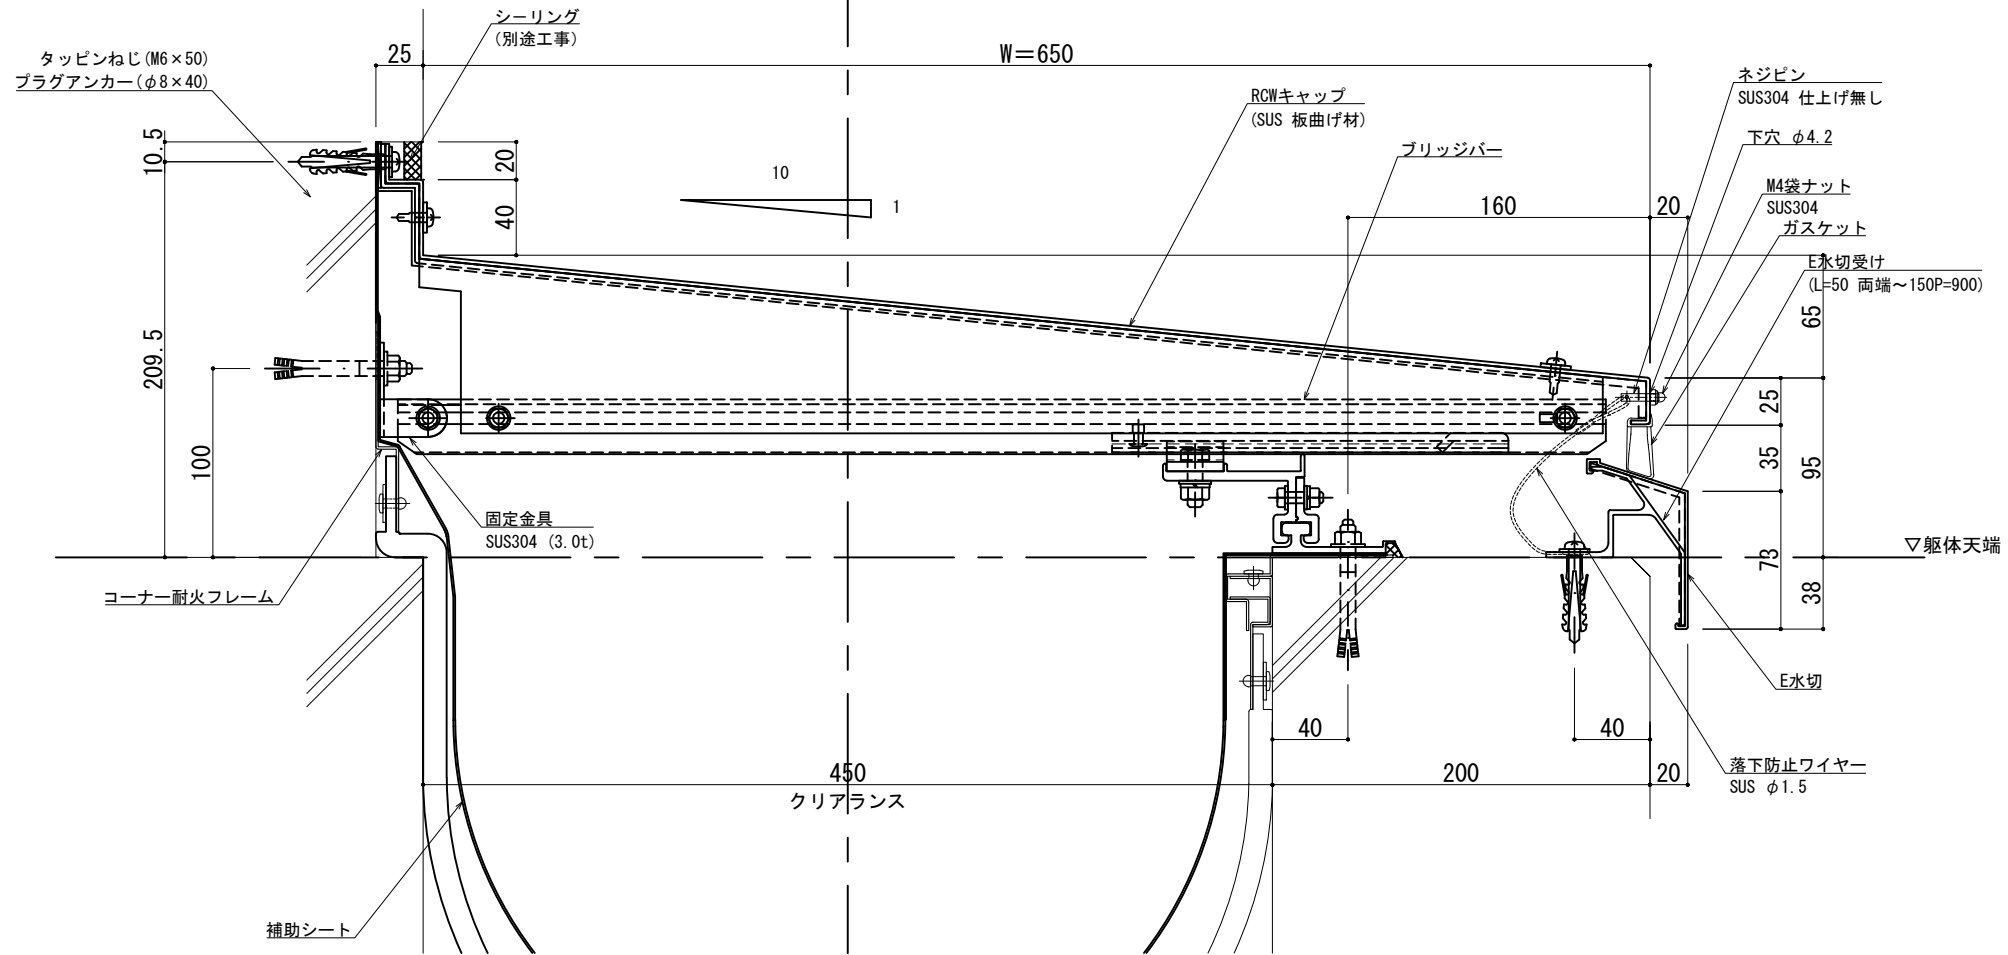 シーリング
(別途工事)
タッピンねじ(M6×50)
プラグアンカー(φ8×40)
25
W=650
ネジピン
SUS304 仕上げ無し
RCWキャップ
(SUS 板曲げ材)
下穴 φ4.2
ブリッジバー
10.5
20
10
1
M4袋ナット
SUS304
160
20
ガスケット
40
E水切受け
(L=50 両端～150P=900)
65
209.5
25
100
35
95
固定金具
SUS304 (3.0t)
▽躯体天端
73
38
コーナー耐火フレーム
E水切
40
40
450
クリアランス
200
20
落下防止ワイヤー
SUS φ1.5
補助シート